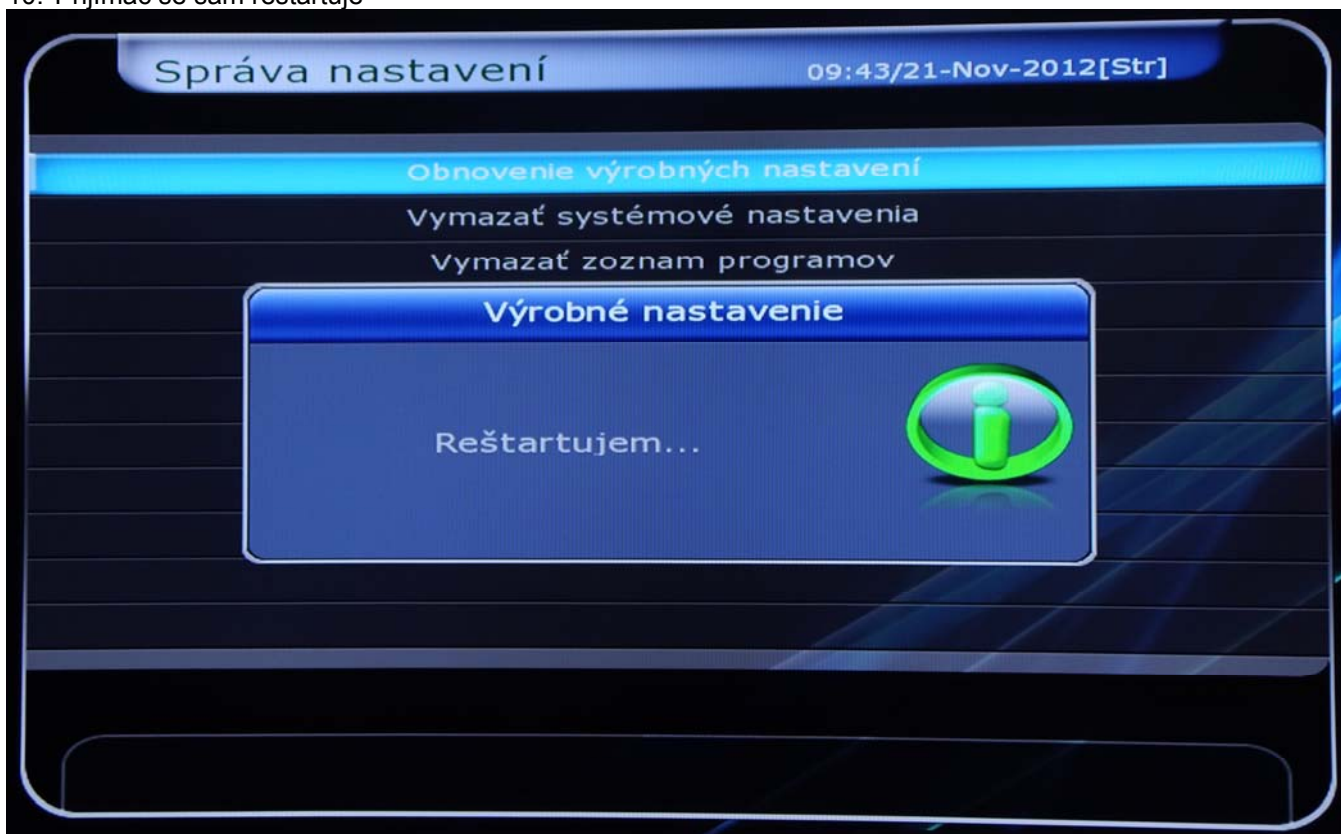 Správa nastavení
09:43/21-Nov-2012[Str]
Obnovenie výrobných nastavení
Vymazať systémové nastavenia
Vymazať zoznam programov
Výrobné nastavenie
Reštartujem...